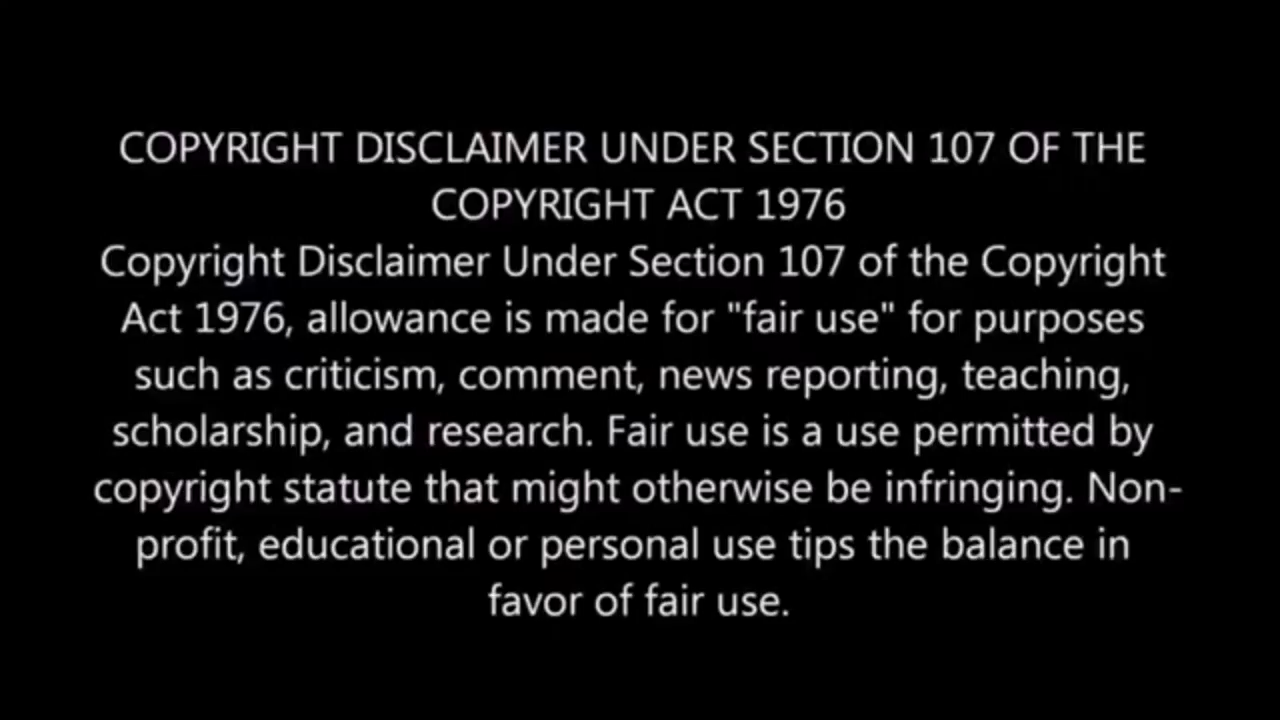 COPYRIGHT DISCLAIMER UNDER SECTION 107 OF THE
COPYRIGHT ACT 1976
Copyright Disclaimer Under Section 107 of the Copyright
Act 1976, allowance is made for "fair use" for purposes
such as criticism, comment, news reporting, teaching,
scholarship, and research. Fair use is a use permitted by
copyright statute that might otherwise be infringing. Non-
profit, educational or personal use tips the balance in
favor of fair use.